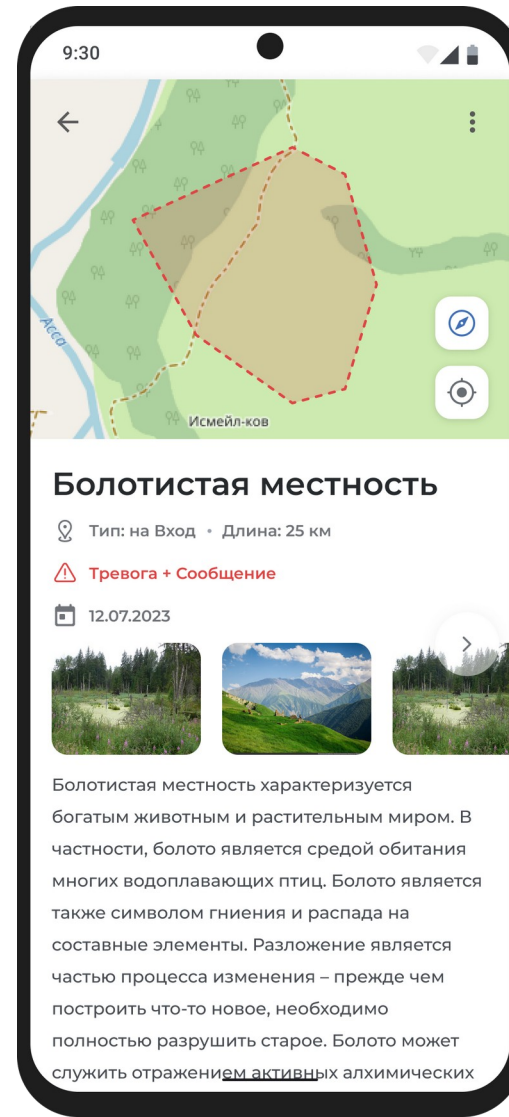 9:30
Асса
Исмейл-ков
Болотистая местность
Тип: на Вход • Длина: 25 км
Тревога + Сообщение
12.07.2023
Болотистая местность характеризуется
богатым животным и растительным миром. В
частности, болото является средой обитания
многих водоплавающих птиц. Болото является
также символом гниения и распада на
составные элементы. Разложение является
частью процесса изменения – прежде чем
построить что-то новое, необходимо
полностью разрушить старое. Болото может
служить отражением активных алхимических